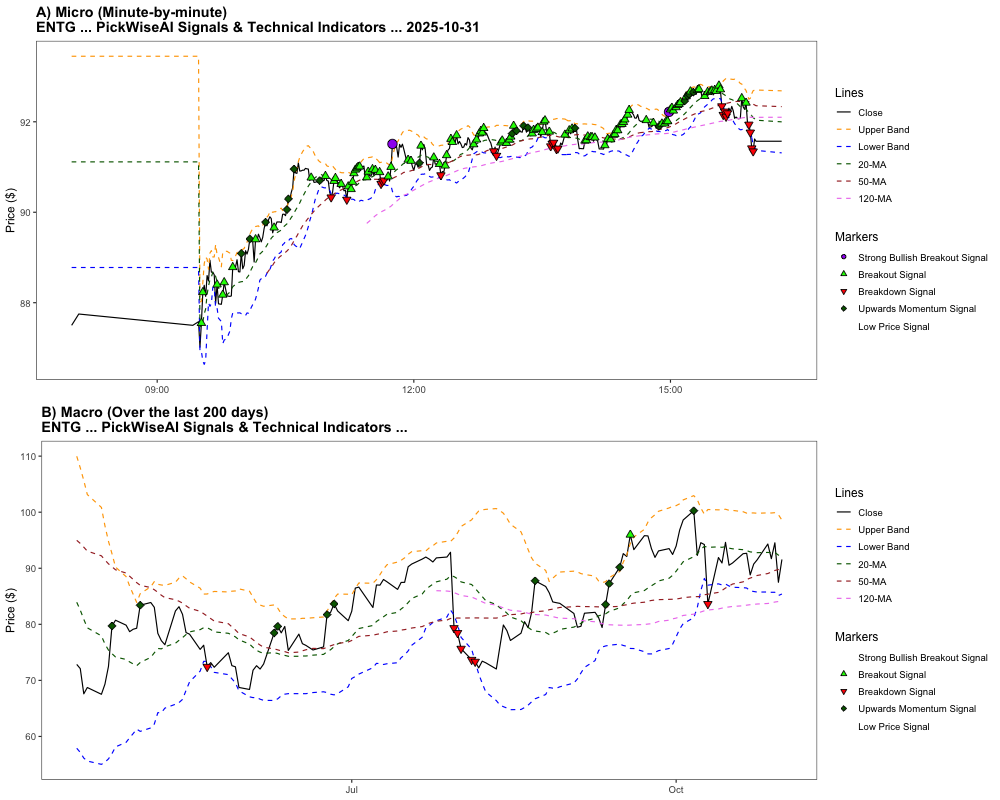 A) Micro (Minute-by-minute)
ENTG ... PickWiseAI Signals & Technical Indicators ... 2025-10-31
Price ($)
92
90
88
09:00
12:00
15:00
Lines
Close
Upper Band
Lower Band
20-MA
50-MA
120-MA
Markers
Strong Bullish Breakout Signal
Breakout Signal
Breakdown Signal
Upwards Momentum Signal
Low Price Signal
B) Macro (Over the last 200 days)
ENTG ... PickWiseAI Signals & Technical Indicators ...
Price ($)
110
100
90
80
70
60
Jul
Oct
Lines
Close
Upper Band
Lower Band
20-MA
50-MA
120-MA
Markers
Strong Bullish Breakout Signal
Breakout Signal
Breakdown Signal
Upwards Momentum Signal
Low Price Signal